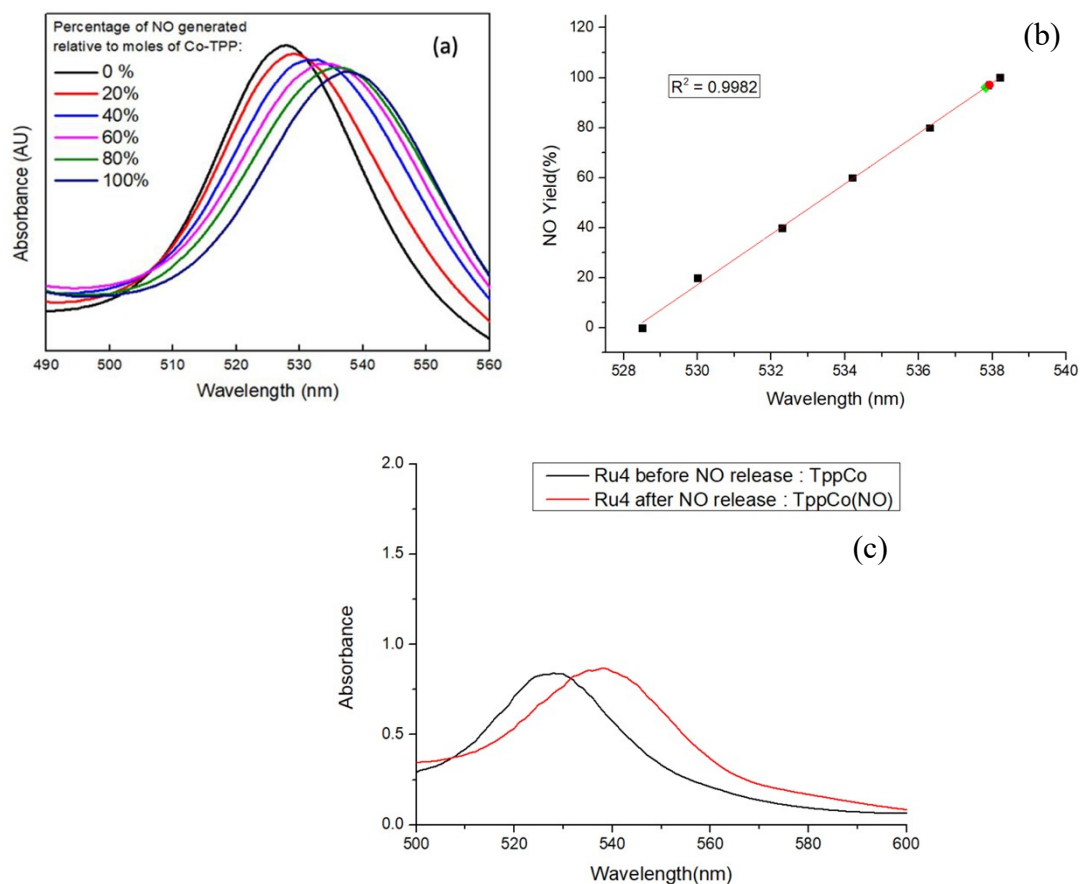 Percentage of NO generated
relative to moles of Co-TPP:
(a)
0 %
20%
40%
60%
80%
100%
Absorbance (AU)
490 500 510 520 530 540 550 560
Wavelength (nm)
(b)
R² = 0.9982
NO Yield(%)
120
100
80
60
40
20
0
528 530 532 534 536 538 540
Wavelength (nm)
Ru4 before NO release : TppCo
Ru4 after NO release : TppCo(NO)
(c)
Absorbance
2.0
1.5
1.0
0.5
0.0
500 520 540 560 580 600
Wavelength(nm)